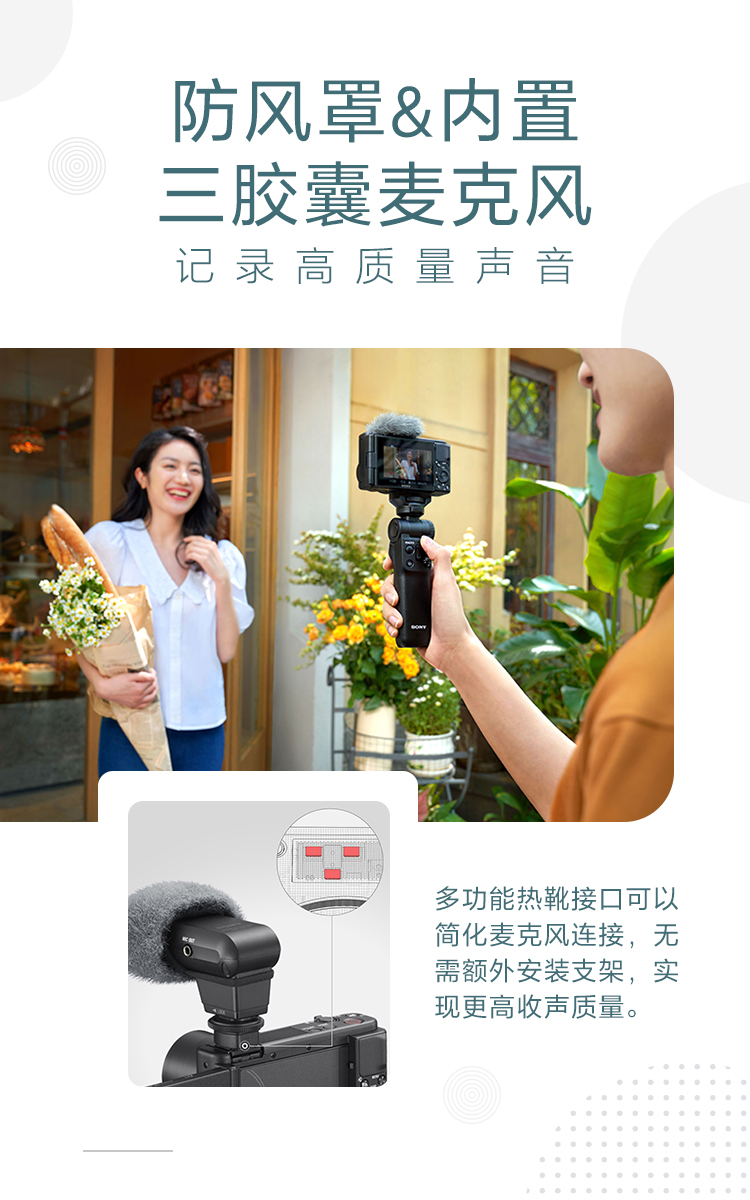 防风罩&内置
三胶囊麦克风
记录高质量声音
SONY
多功能热靴接口可以
简化麦克风连接，无
需额外安装支架，实
现更高收声质量。